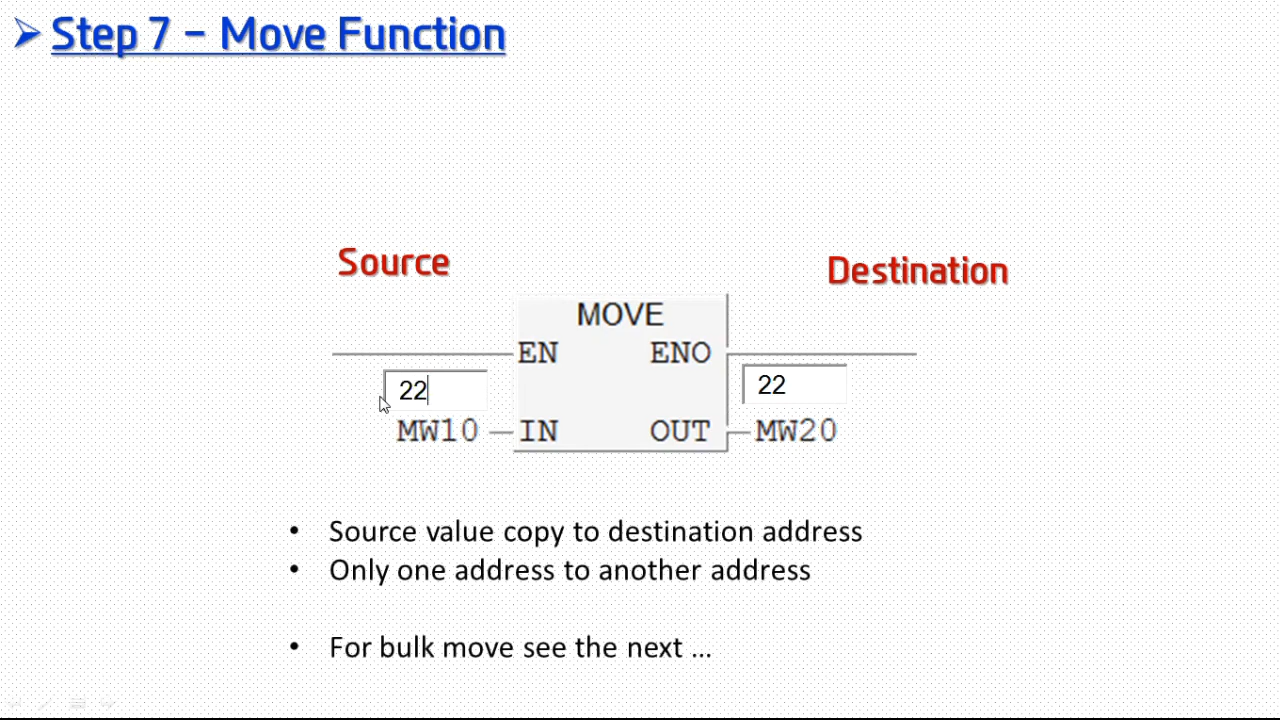 ➢ Step 7 – Move Function
Source
Destination
MOVE
EN ENO
22 22
MW10 IN OUT MW20
• Source value copy to destination address
• Only one address to another address
• For bulk move see the next ...